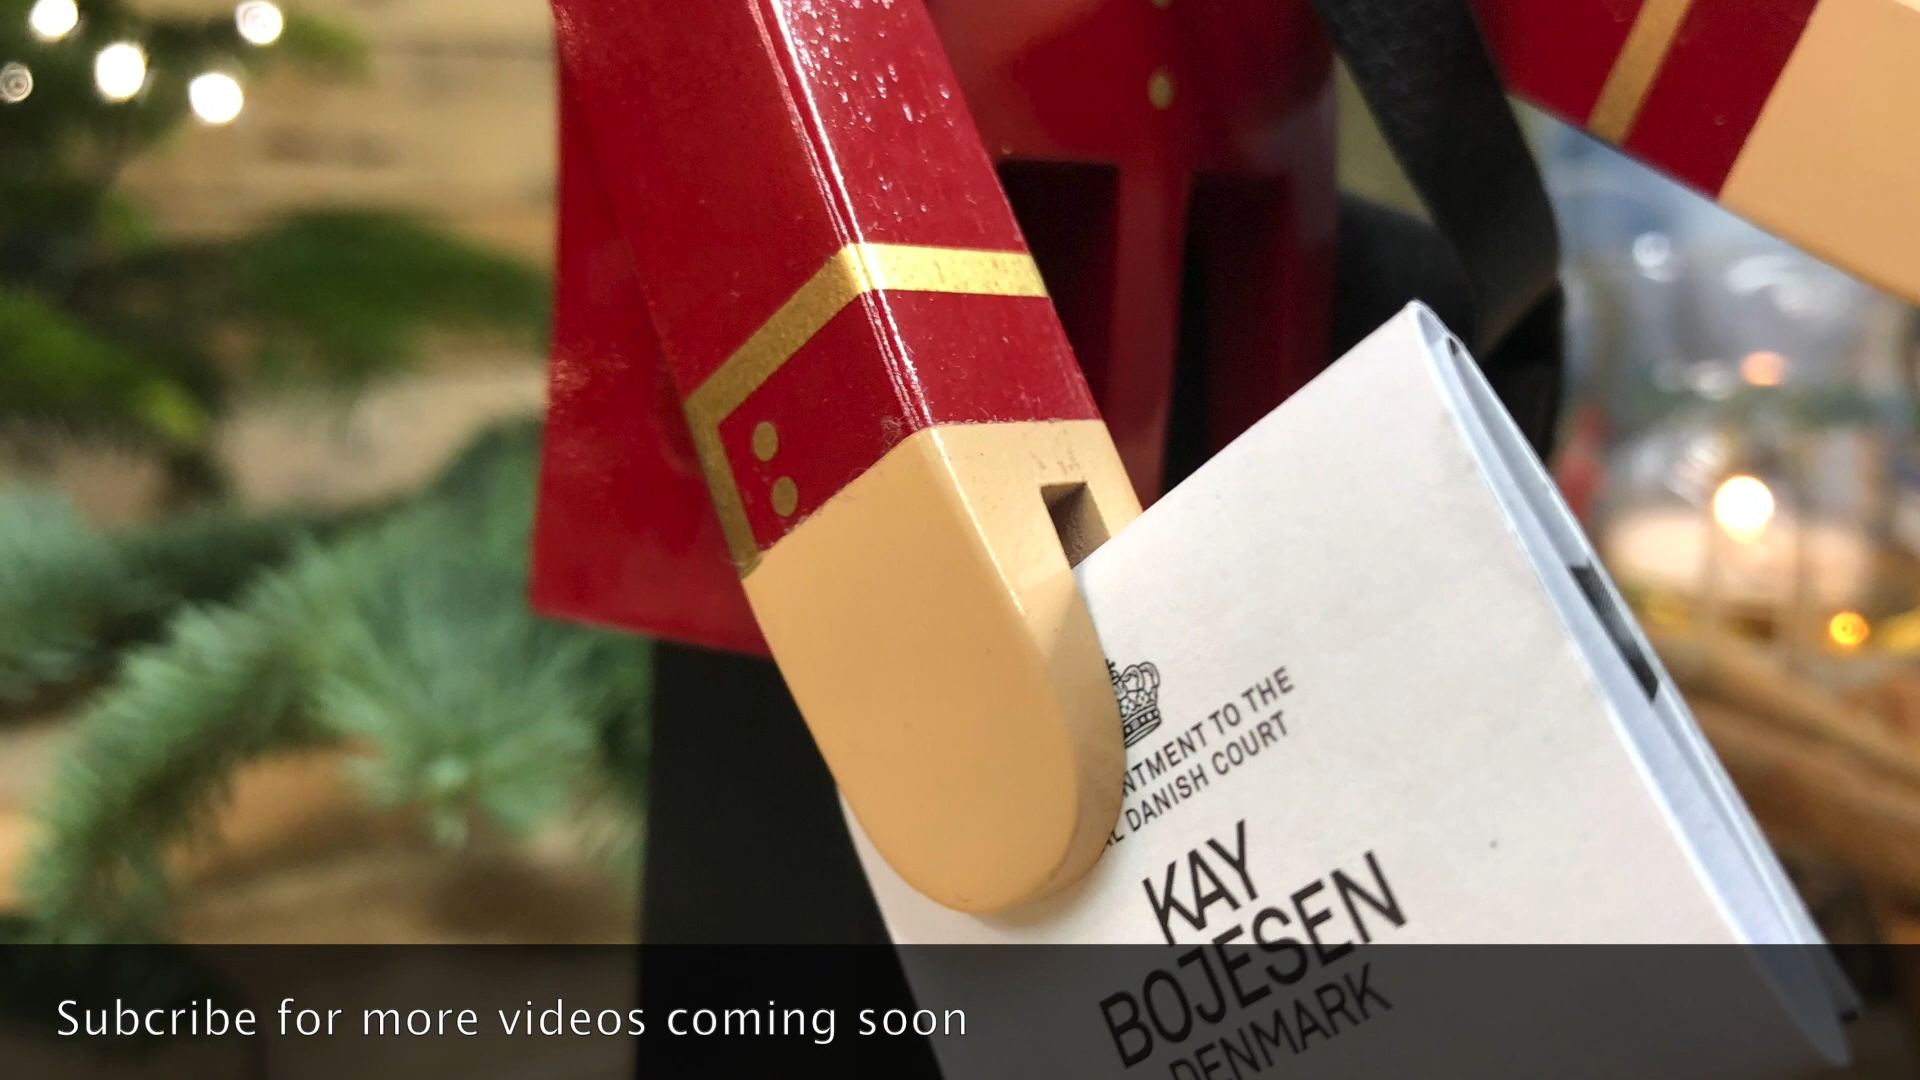 NTMENT TO THE
L DANISH COURT
KAY
BOJESEN
DENMARK
Subcribe for more videos coming soon